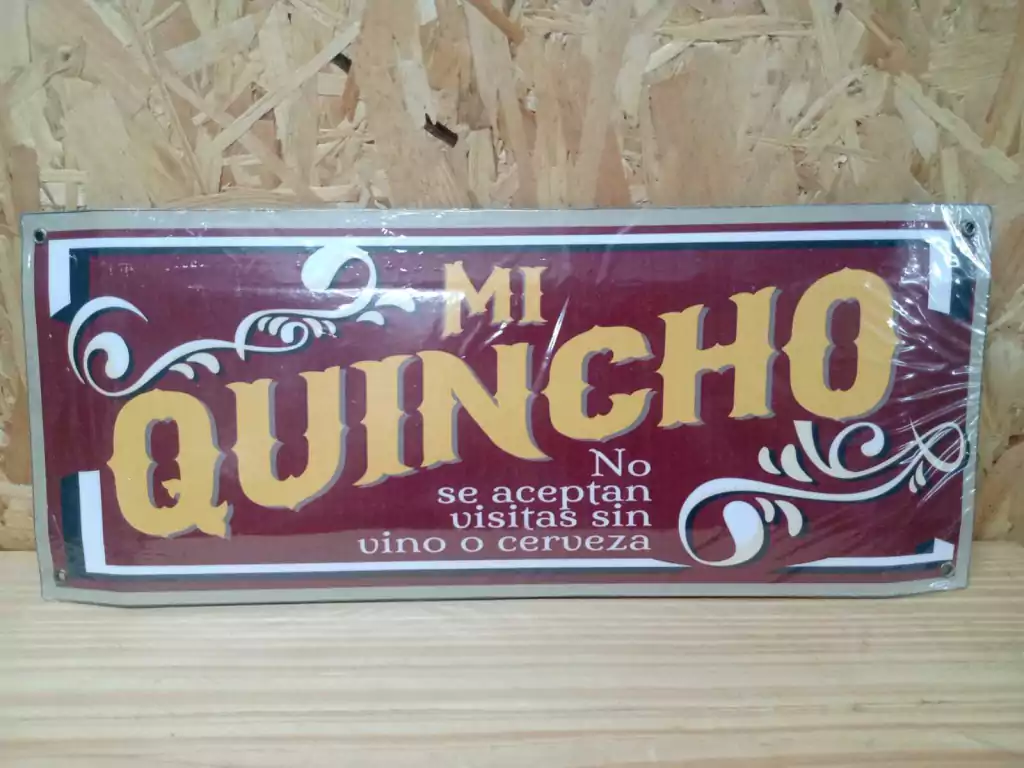 MI
QUINCHO
No
se aceptan
visitas sin
vino o cerveza